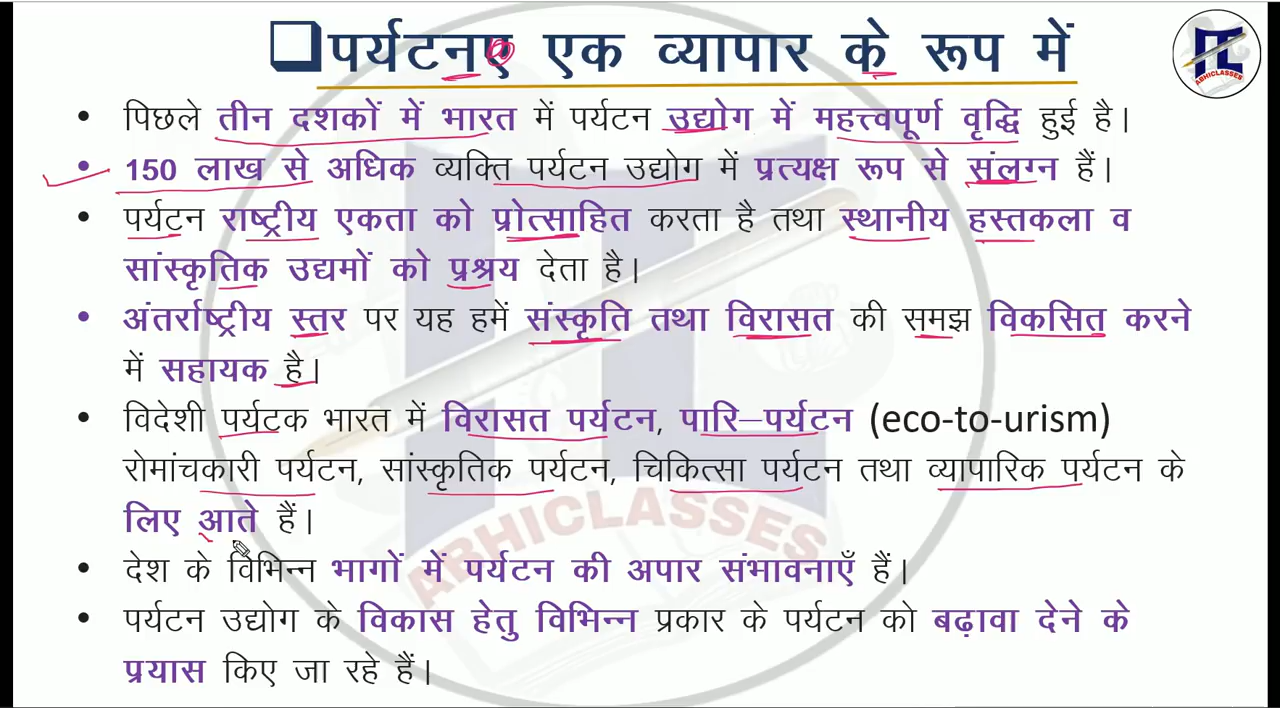 ❑पर्यटनए एक व्यापार के रूप में
ABHICLASSES
• पिछले तीन दशकों में भारत में पर्यटन उद्योग में महत्त्वपूर्ण वृद्धि हुई है।
• 150 लाख से अधिक व्यक्ति पर्यटन उद्योग में प्रत्यक्ष रूप से संलग्न हैं।
• पर्यटन राष्ट्रीय एकता को प्रोत्साहित करता है तथा स्थानीय हस्तकला व
सांस्कृतिक उद्यमों को प्रश्रय देता है।
• अंतर्राष्ट्रीय स्तर पर यह हमें संस्कृति तथा विरासत की समझ विकसित करने
में सहायक है।
• विदेशी पर्यटक भारत में विरासत पर्यटन, पारि–पर्यटन (eco-to-urism)
रोमांचकारी पर्यटन, सांस्कृतिक पर्यटन, चिकित्सा पर्यटन तथा व्यापारिक पर्यटन के
लिए आते हैं।
ABHICLASSES
• देश के विभिन्न भागों में पर्यटन की अपार संभावनाएँ हैं।
• पर्यटन उद्योग के विकास हेतु विभिन्न प्रकार के पर्यटन को बढ़ावा देने के
प्रयास किए जा रहे हैं।